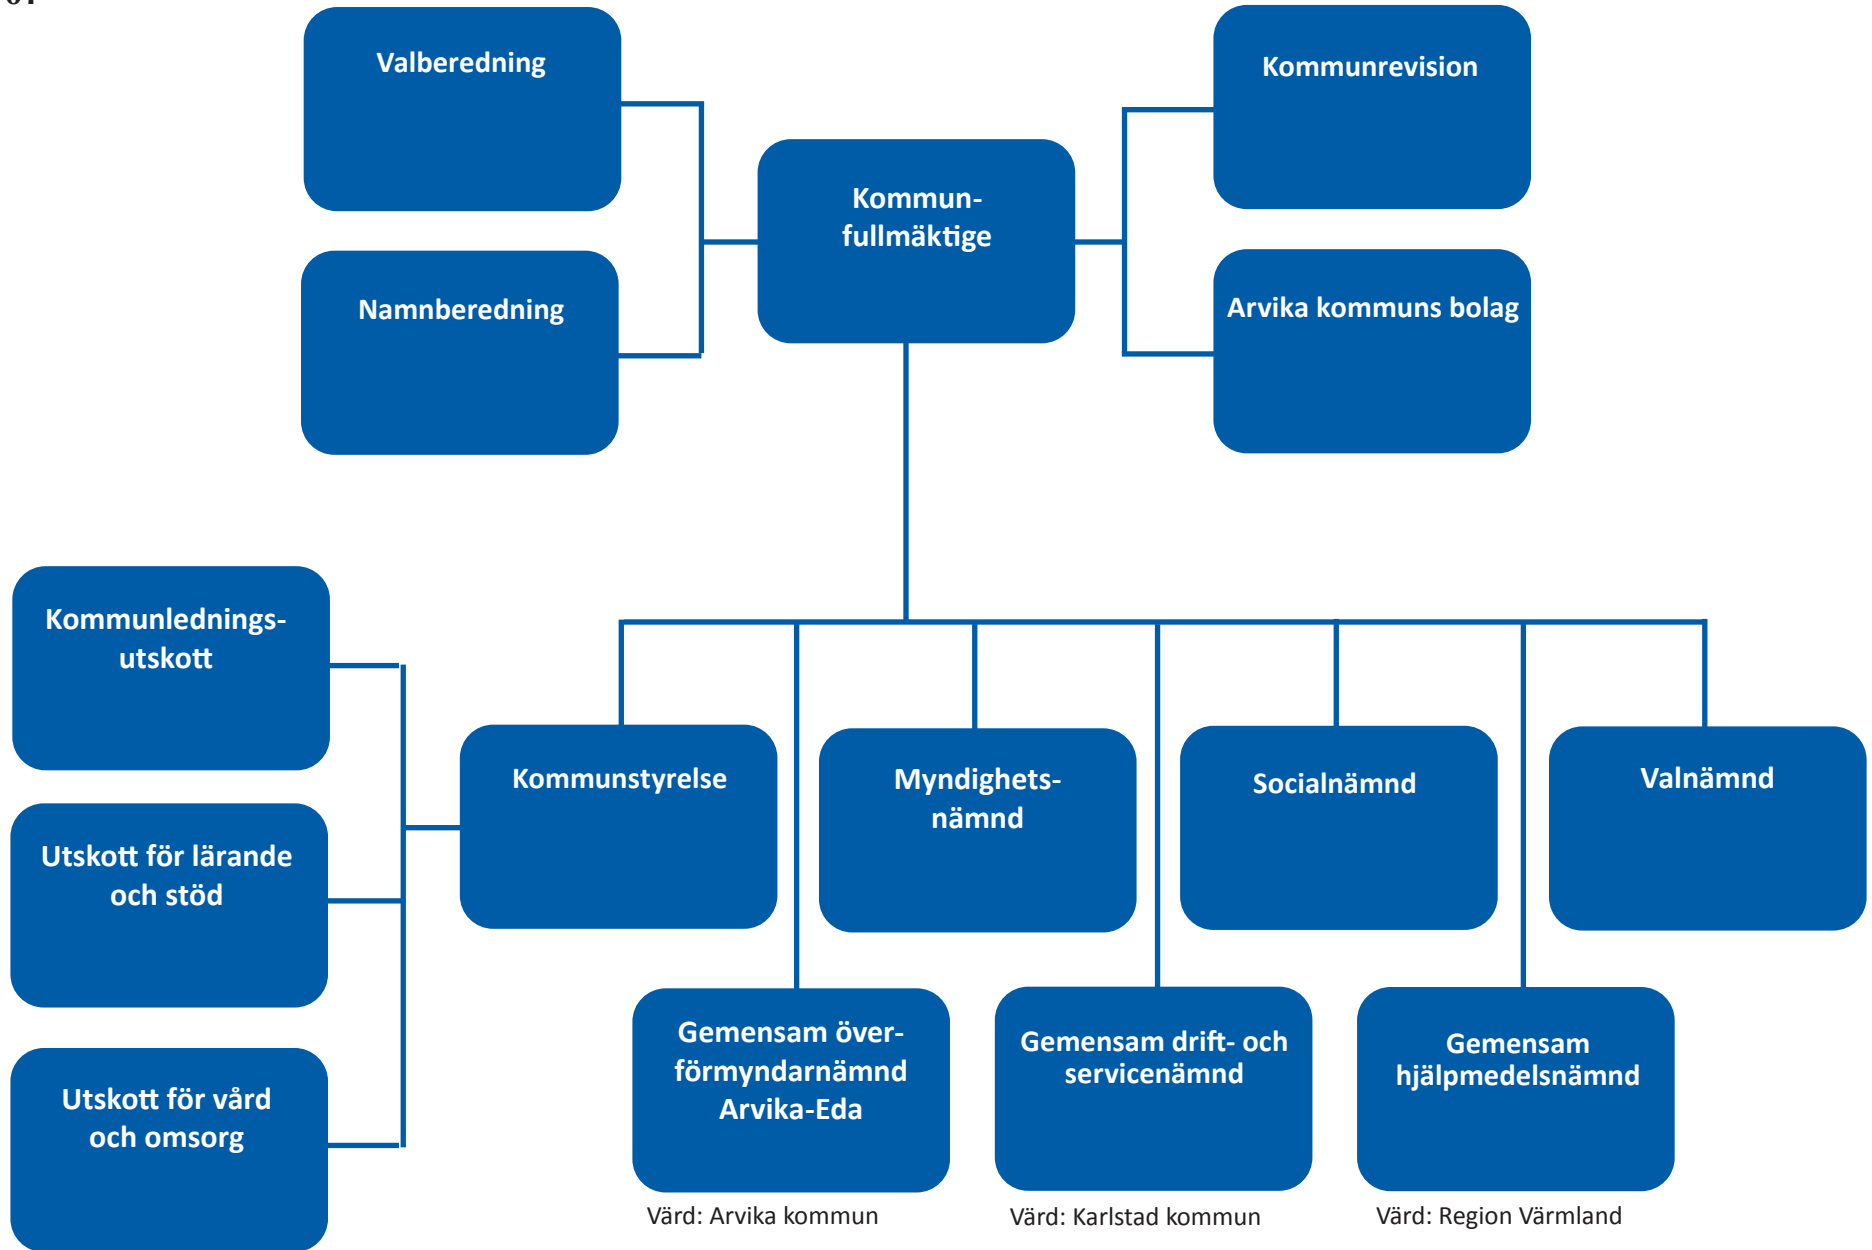 Valberedning
Kommunrevision
Kommun-
fullmäktige
Namnberedning
Arvika kommuns bolag
Kommunlednings-
utskott
Utskott för lärande
och stöd
Utskott för vård
och omsorg
Kommunstyrelse
Myndighets-
nämnd
Socialnämnd
Valnämnd
Gemensam över-
förmyndarnämnd
Arvika-Eda
Gemensam drift- och
servicenämnd
Gemensam
hjälpmedelsnämnd
Värd: Arvika kommun
Värd: Karlstad kommun
Värd: Region Värmland